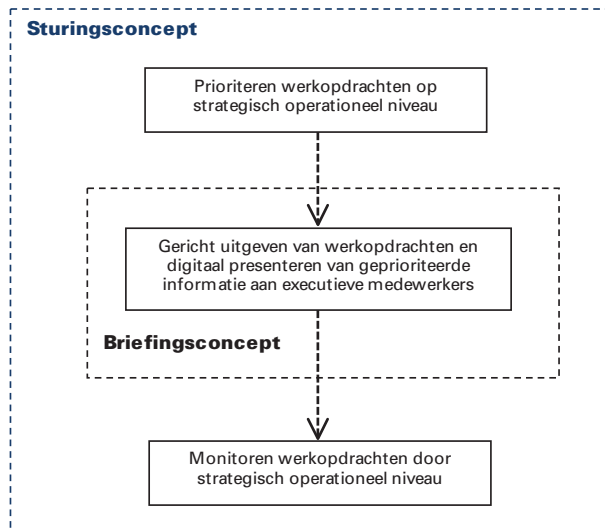 Sturingsconcept
Prioriteren werkopdrachten op
strategisch operationeel niveau
Gericht uitgeven van werkopdrachten en
digitaal presenteren van geprioriteerde
informatie aan executieve medewerkers
Briefingsconcept
Monitoren werkopdrachten door
strategisch operationeel niveau